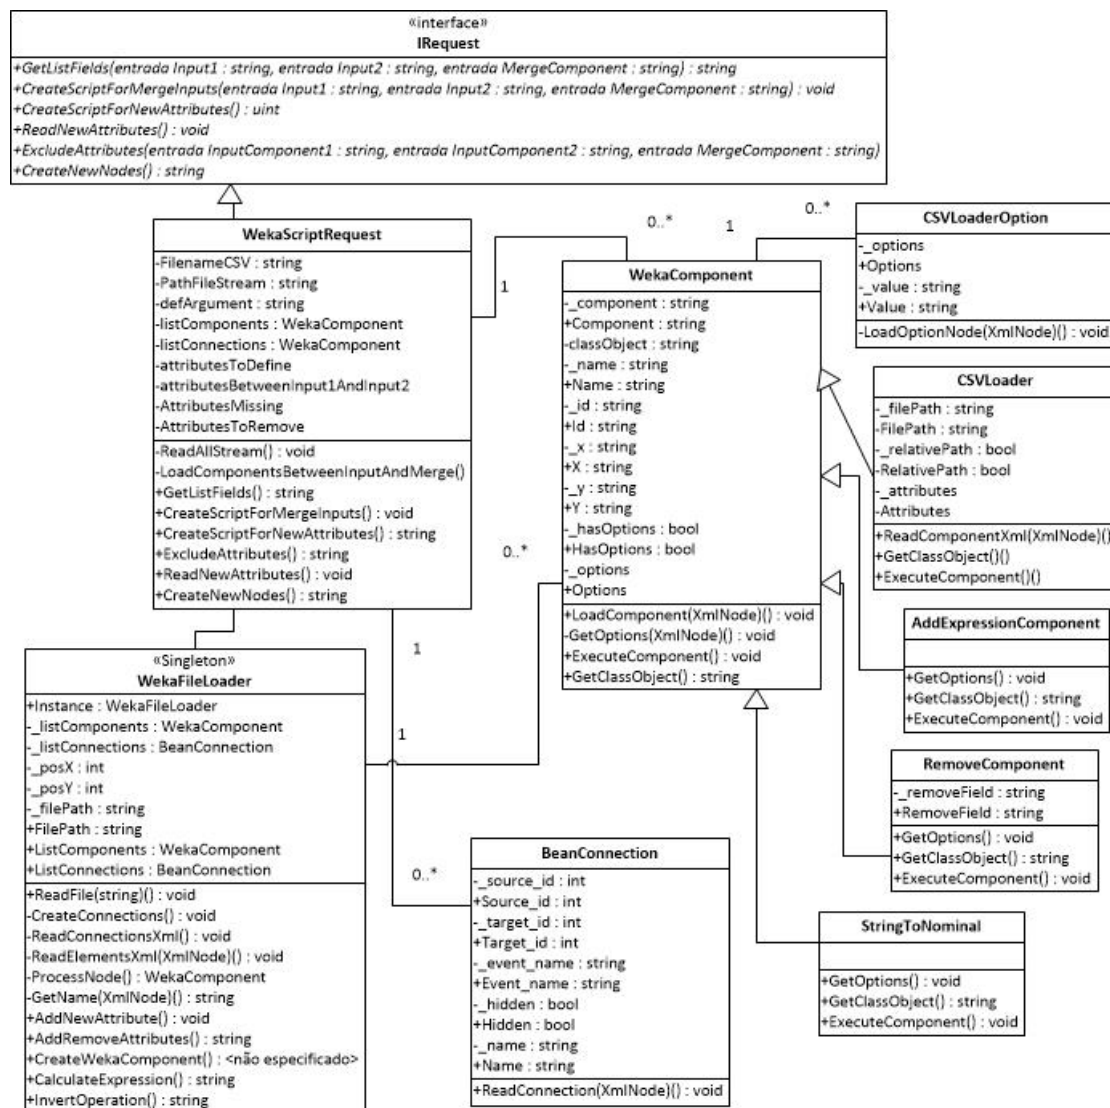 «interface»
IRequest
+GetListFields(entrada Input1 : string, entrada Input2 : string, entrada MergeComponent : string) : string
+CreateScriptForMergeInputs(entrada Input1 : string, entrada Input2 : string, entrada MergeComponent : string) : void
+CreateScriptForNewAttributes() : uint
+ReadNewAttributes() : void
+ExcludeAttributes(entrada InputComponent1 : string, entrada InputComponent2 : string, entrada MergeComponent : string)
+CreateNewNodes() : string
WekaScriptRequest
-FilenameCSV : string
-PathFileStream : string
-defArgument : string
-listComponents : WekaComponent
-listConnections : WekaComponent
-attributesToDefine
-attributesBetweenInput1AndInput2
-AttributesMissing
-AttributesToRemove
-ReadAllStream() : void
-LoadComponentsBetweenInputAndMerge()
+GetListFields() : string
+CreateScriptForMergeInputs() : void
+CreateScriptForNewAttributes() : string
+ExcludeAttributes() : string
+ReadNewAttributes() : void
+CreateNewNodes() : string
0..*
1
0..*
1
WekaComponent
-_component : string
+Component : string
-classObject : string
-_name : string
+Name : string
-_id : string
+Id : string
-_x : string
+X : string
-_y : string
+Y : string
-_hasOptions : bool
+HasOptions : bool
-_options
+Options
+LoadComponent(XmlNode)() : void
-GetOptions(XmlNode)() : void
+ExecuteComponent() : void
+GetClassObject() : string
CSVLoaderOption
-_options
+Options
-_value : string
+Value : string
-LoadOptionNode(XmlNode)() : void
CSVLoader
-_filePath : string
-FilePath : string
-_relativePath : bool
-RelativePath : bool
-_attributes
-Attributes
+ReadComponentXml(XmlNode)()
+GetClassObject()()
+ExecuteComponent()()
0..*
AddExpressionComponent
+GetOptions() : void
+GetClassObject() : string
+ExecuteComponent() : void
1
1
«Singleton»
WekaFileLoader
+Instance : WekaFileLoader
-_listComponents : WekaComponent
-_listConnections : BeanConnection
-_posX : int
-_posY : int
-_filePath : string
+FilePath : string
+ListComponents : WekaComponent
+ListConnections : BeanConnection
+ReadFile(string)() : void
-CreateConnections() : void
-ReadConnectionsXml() : void
-ReadElementsXml(XmlNode)() : void
-ProcessNode() : WekaComponent
-GetName(XmlNode)() : string
+AddNewAttribute() : void
+AddRemoveAttributes() : string
+CreateWekaComponent() : <não especificado>
+CalculateExpression() : string
+InvertOperation() : string
RemoveComponent
-_removeField : string
+RemoveField : string
+GetOptions() : void
+GetClassObject() : string
+ExecuteComponent() : void
0..*
BeanConnection
-_source_id : int
+Source_id : int
-_target_id : int
+Target_id : int
-_event_name : string
+Event_name : string
-_hidden : bool
+Hidden : bool
-_name : string
+Name : string
+ReadConnection(XmlNode)() : void
StringToNominal
+GetOptions() : void
+GetClassObject() : string
+ExecuteComponent() : void